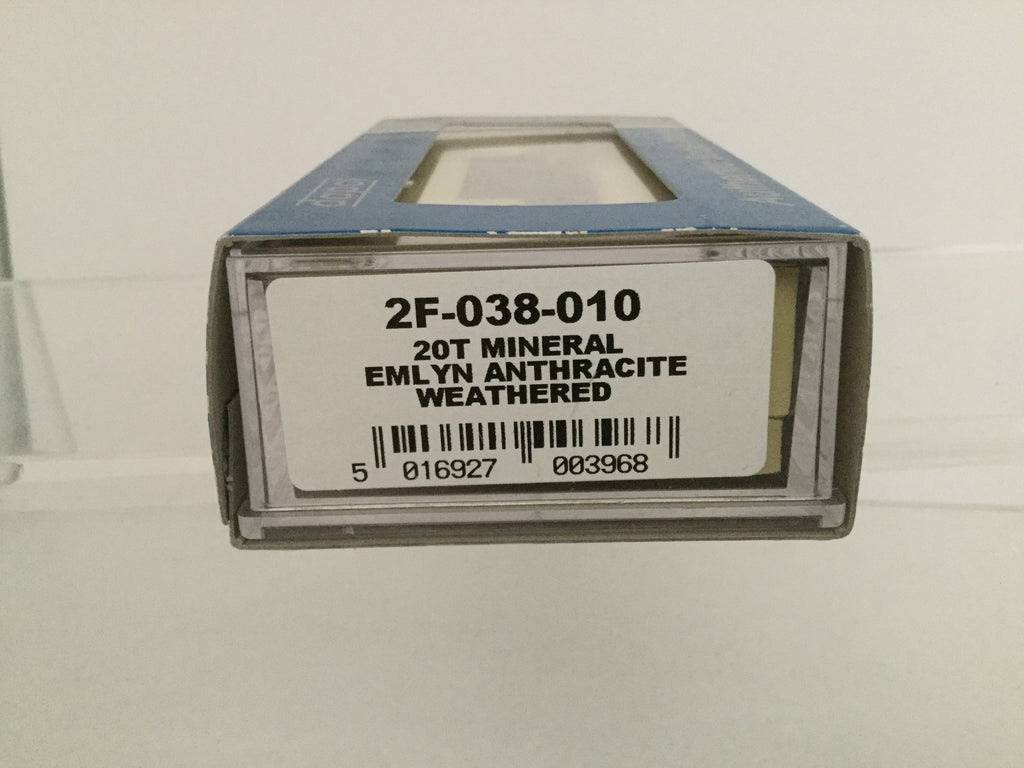 2F-038-010
20T MINERAL
EMLYN ANTHRACITE
WEATHERED
5 016927 003968